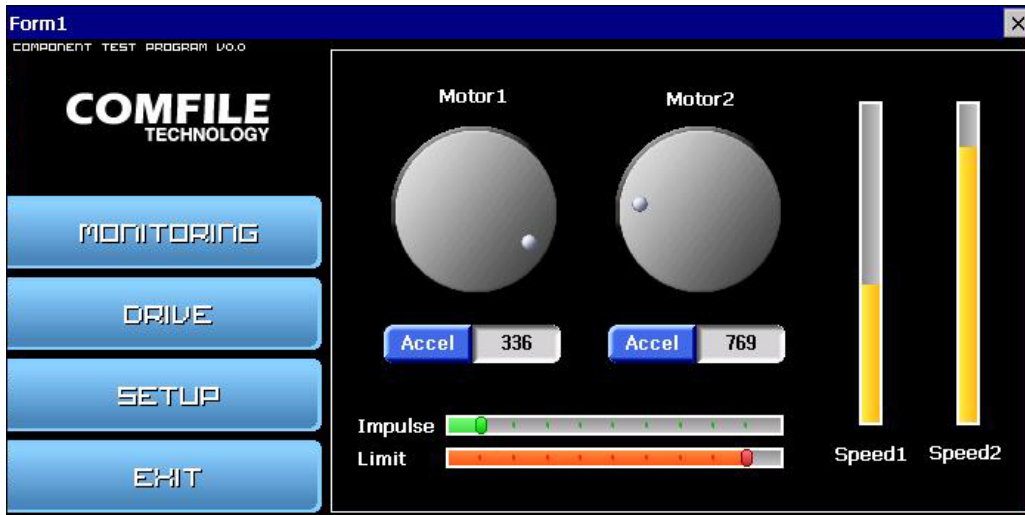 Form1
COMPONENT TEST PROGRAM V0.0
COMFILE
TECHNOLOGY
MONITORING
DRIVE
SETUP
EXIT
Motor1
Motor2
Accel 336
Accel 769
Impulse
Limit
Speed1
Speed2